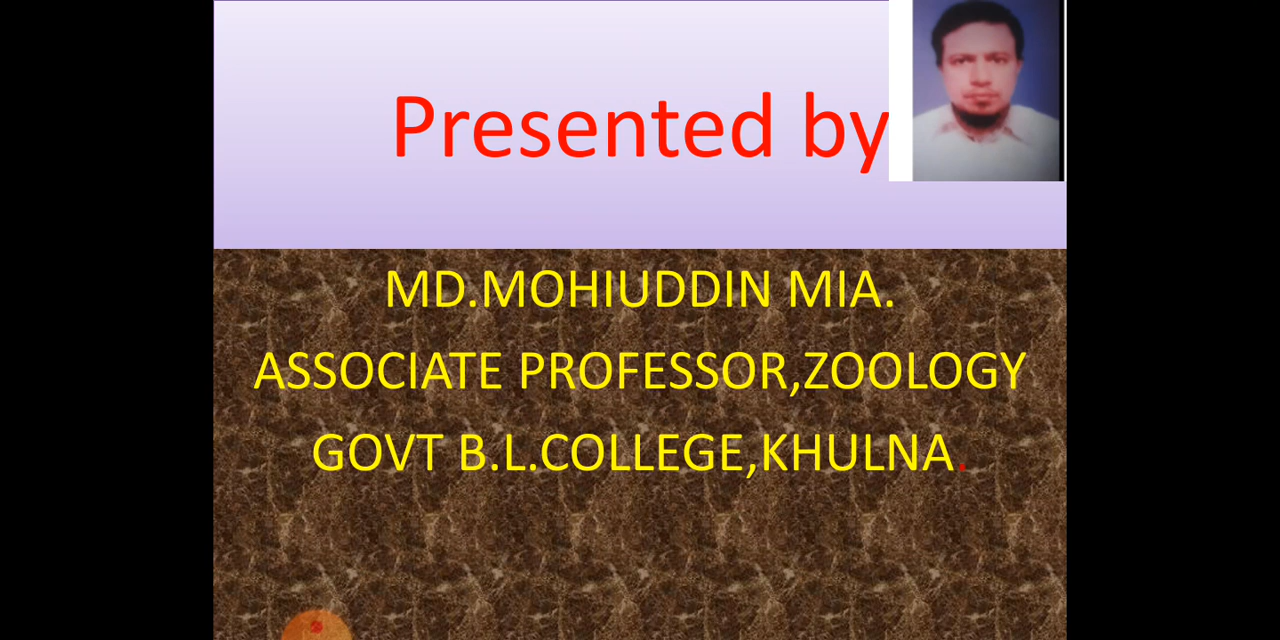 Presented by
MD.MOHIUDDIN MIA.
ASSOCIATE PROFESSOR,ZOOLOGY
GOVT B.L.COLLEGE,KHULNA.